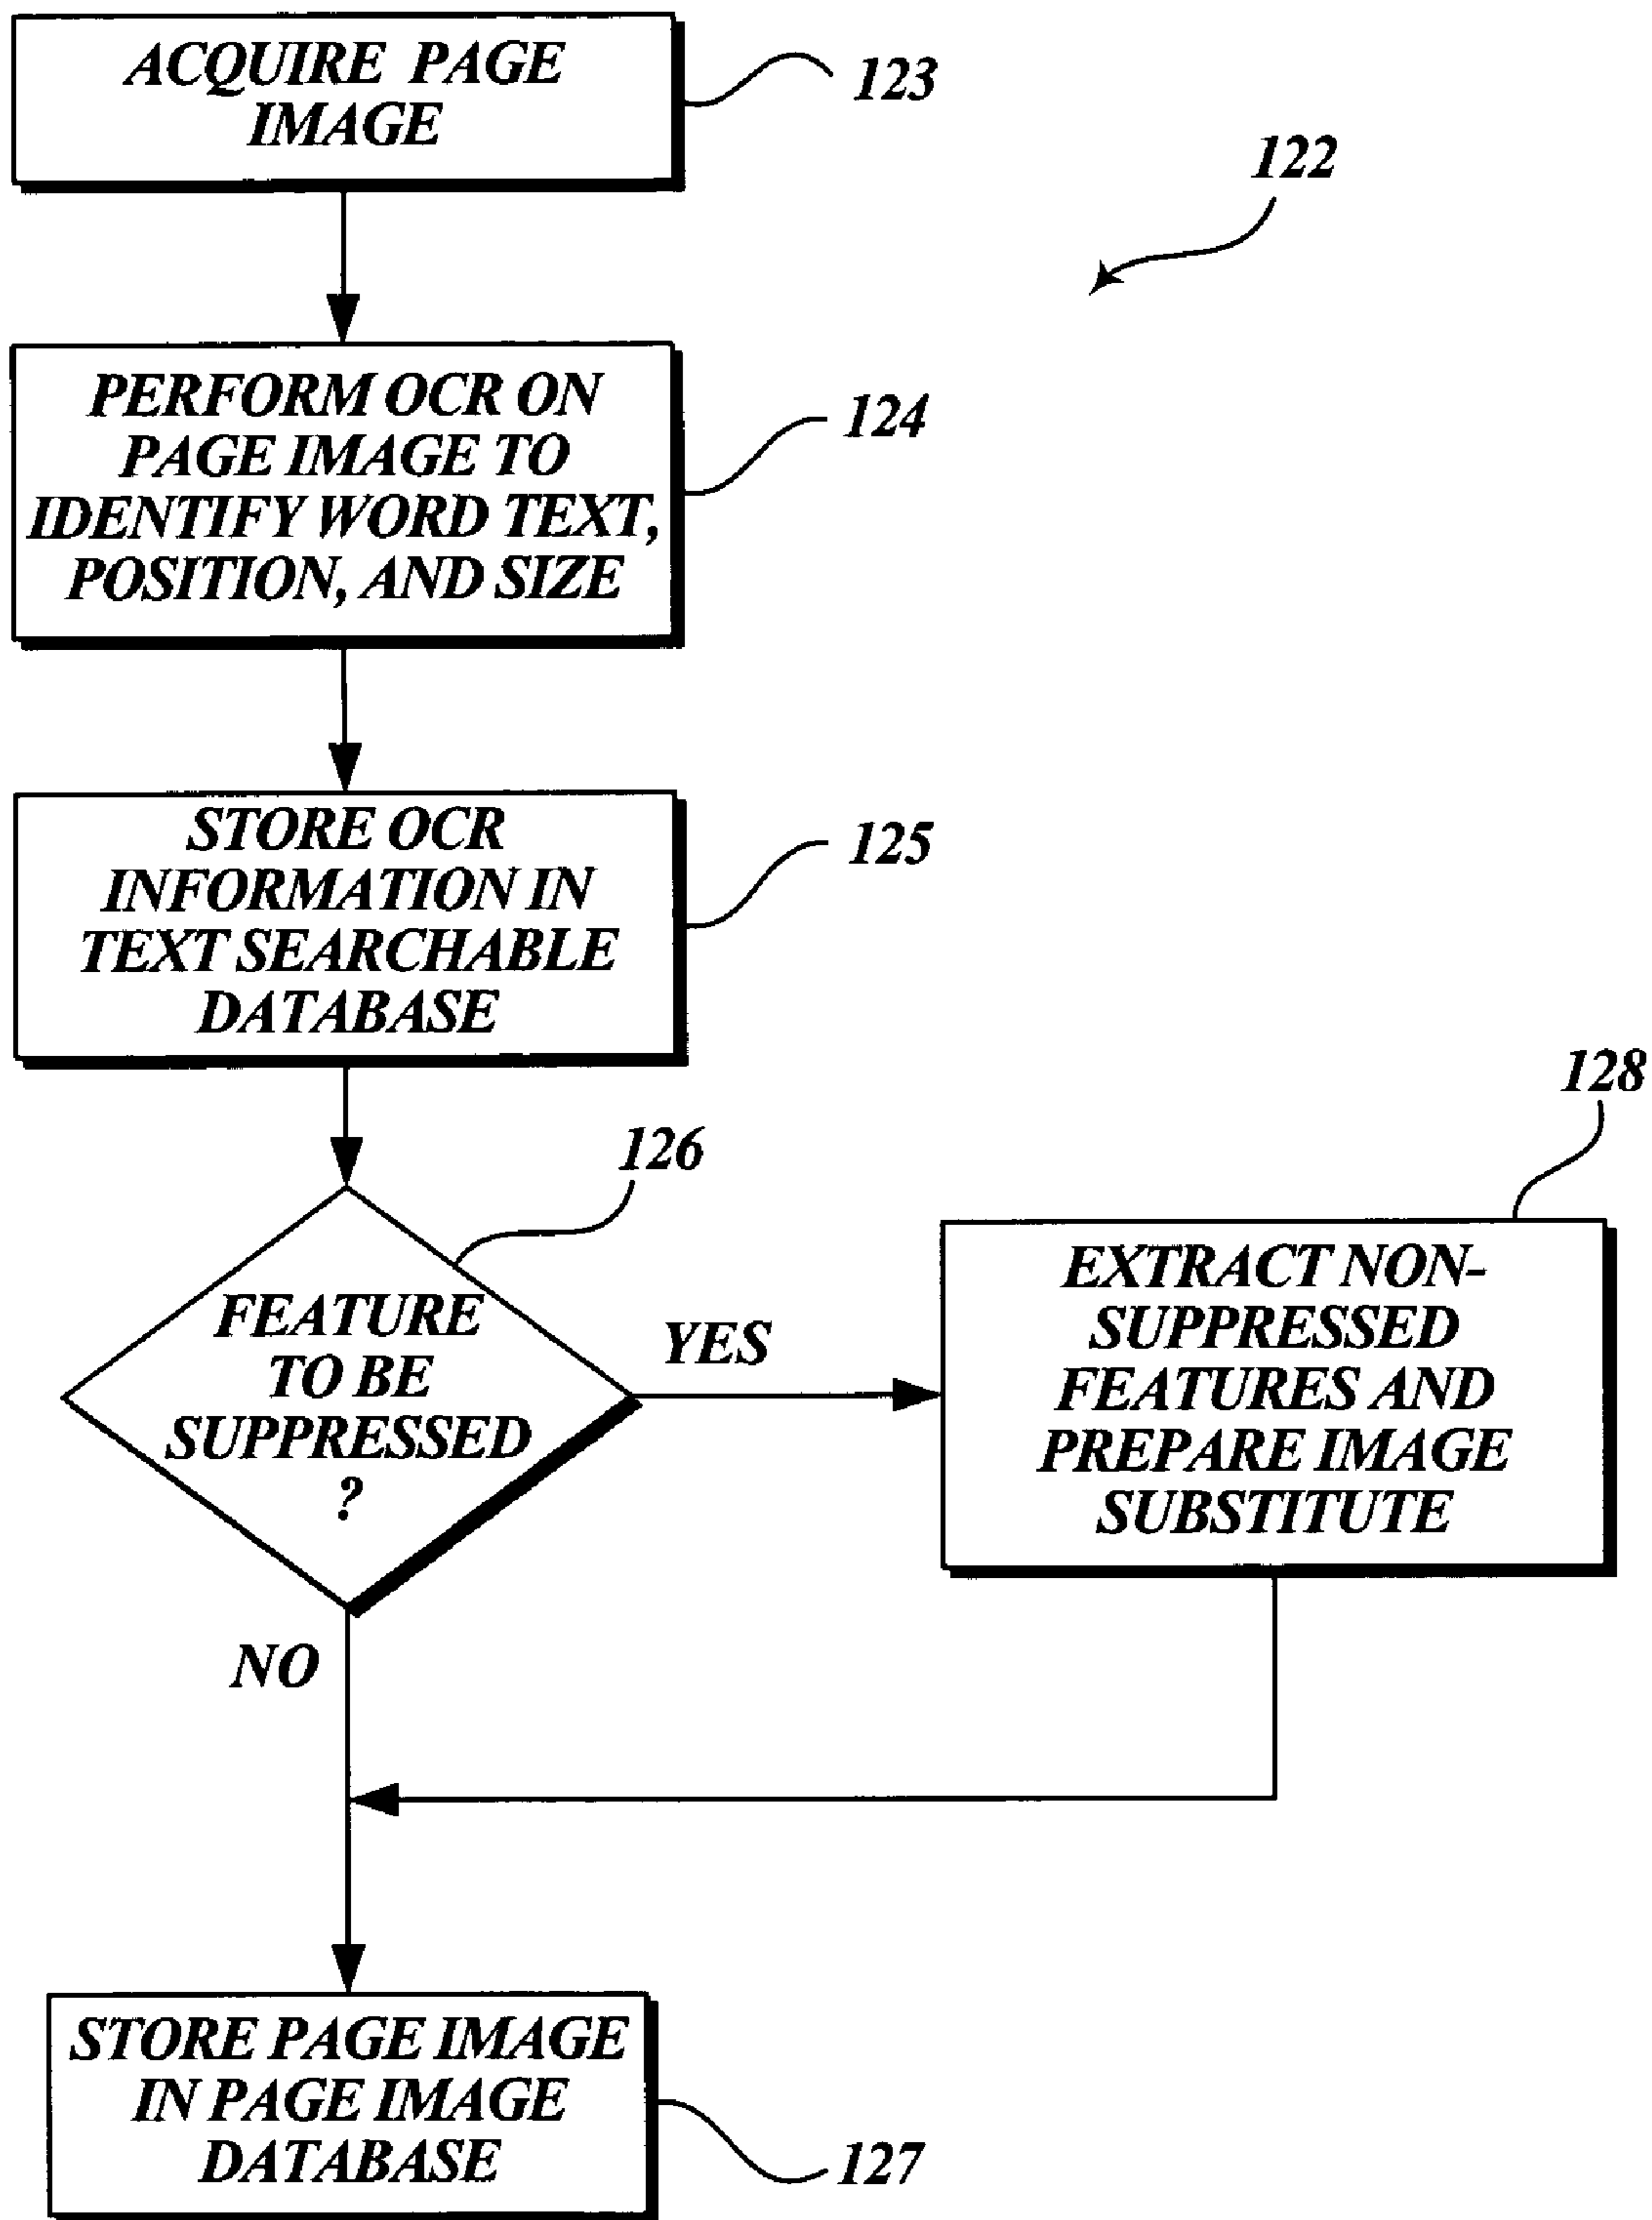 ACQUIRE PAGE
IMAGE
123
122
PERFORM OCR ON
PAGE IMAGE TO
IDENTIFY WORD TEXT,
POSITION, AND SIZE
124
STORE OCR
INFORMATION IN
TEXT SEARCHABLE
DATABASE
125
126
FEATURE
TO BE
SUPPRESSED
?
YES
NO
128
EXTRACT NON-
SUPPRESSED
FEATURES AND
PREPARE IMAGE
SUBSTITUTE
STORE PAGE IMAGE
IN PAGE IMAGE
DATABASE
127